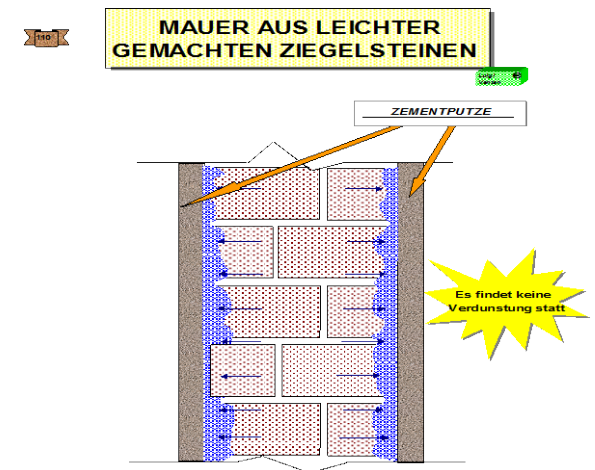 110
MAUER AUS LEICHTER
GEMACHTEN ZIEGELSTEINEN
ZEMENTPUTZE
Es findet keine
Verdunstung statt